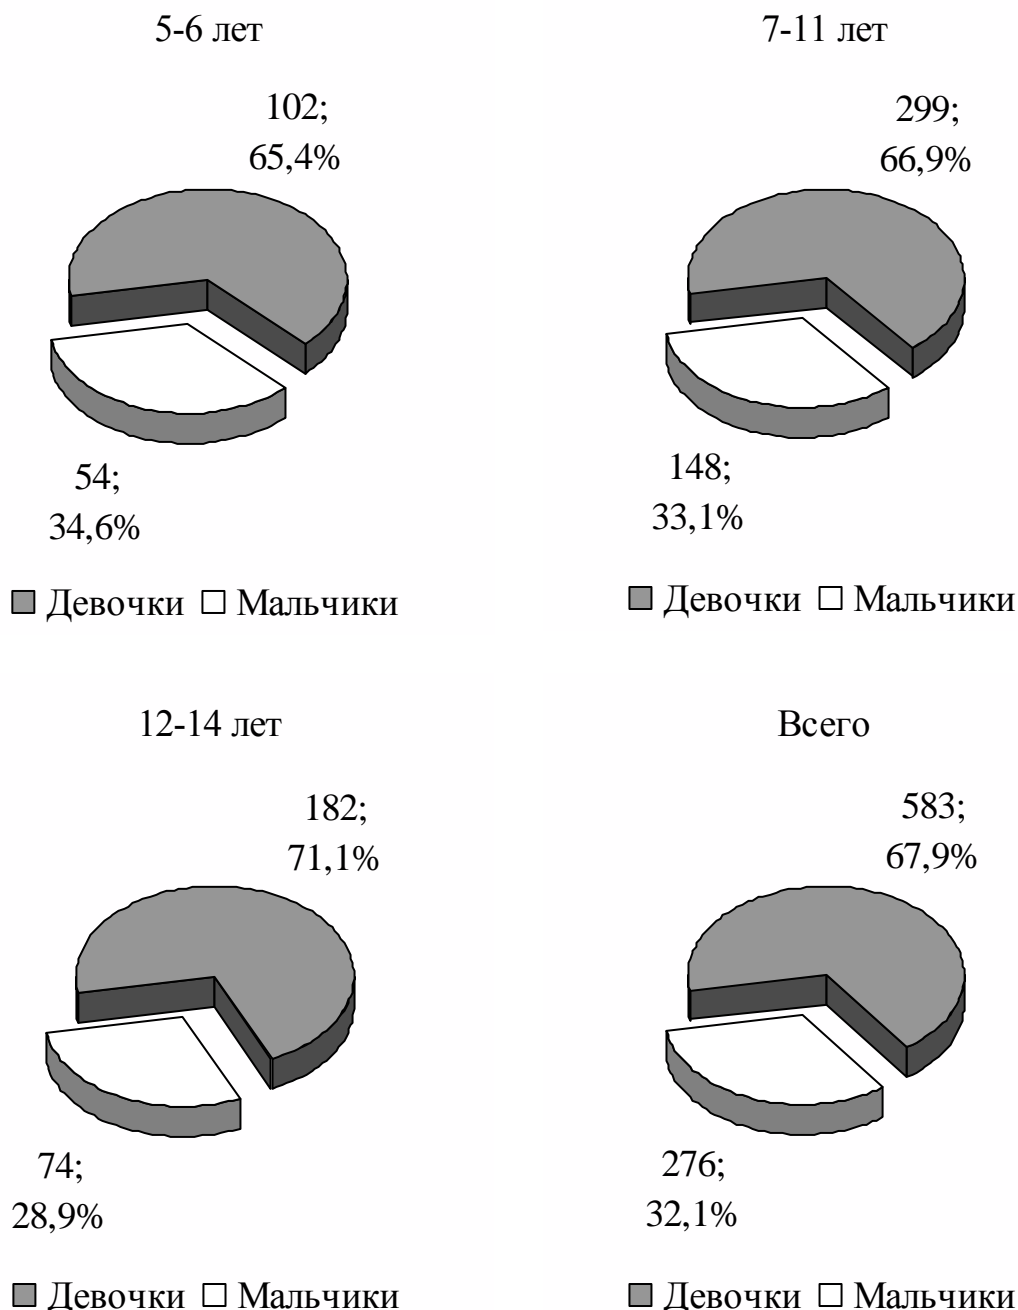 5-6 лет
102;
65,4%
54;
34,6%
Девочки Мальчики
7-11 лет
299;
66,9%
148;
33,1%
Девочки Мальчики
12-14 лет
182;
71,1%
74;
28,9%
Девочки Мальчики
Всего
583;
67,9%
276;
32,1%
Девочки Мальчики